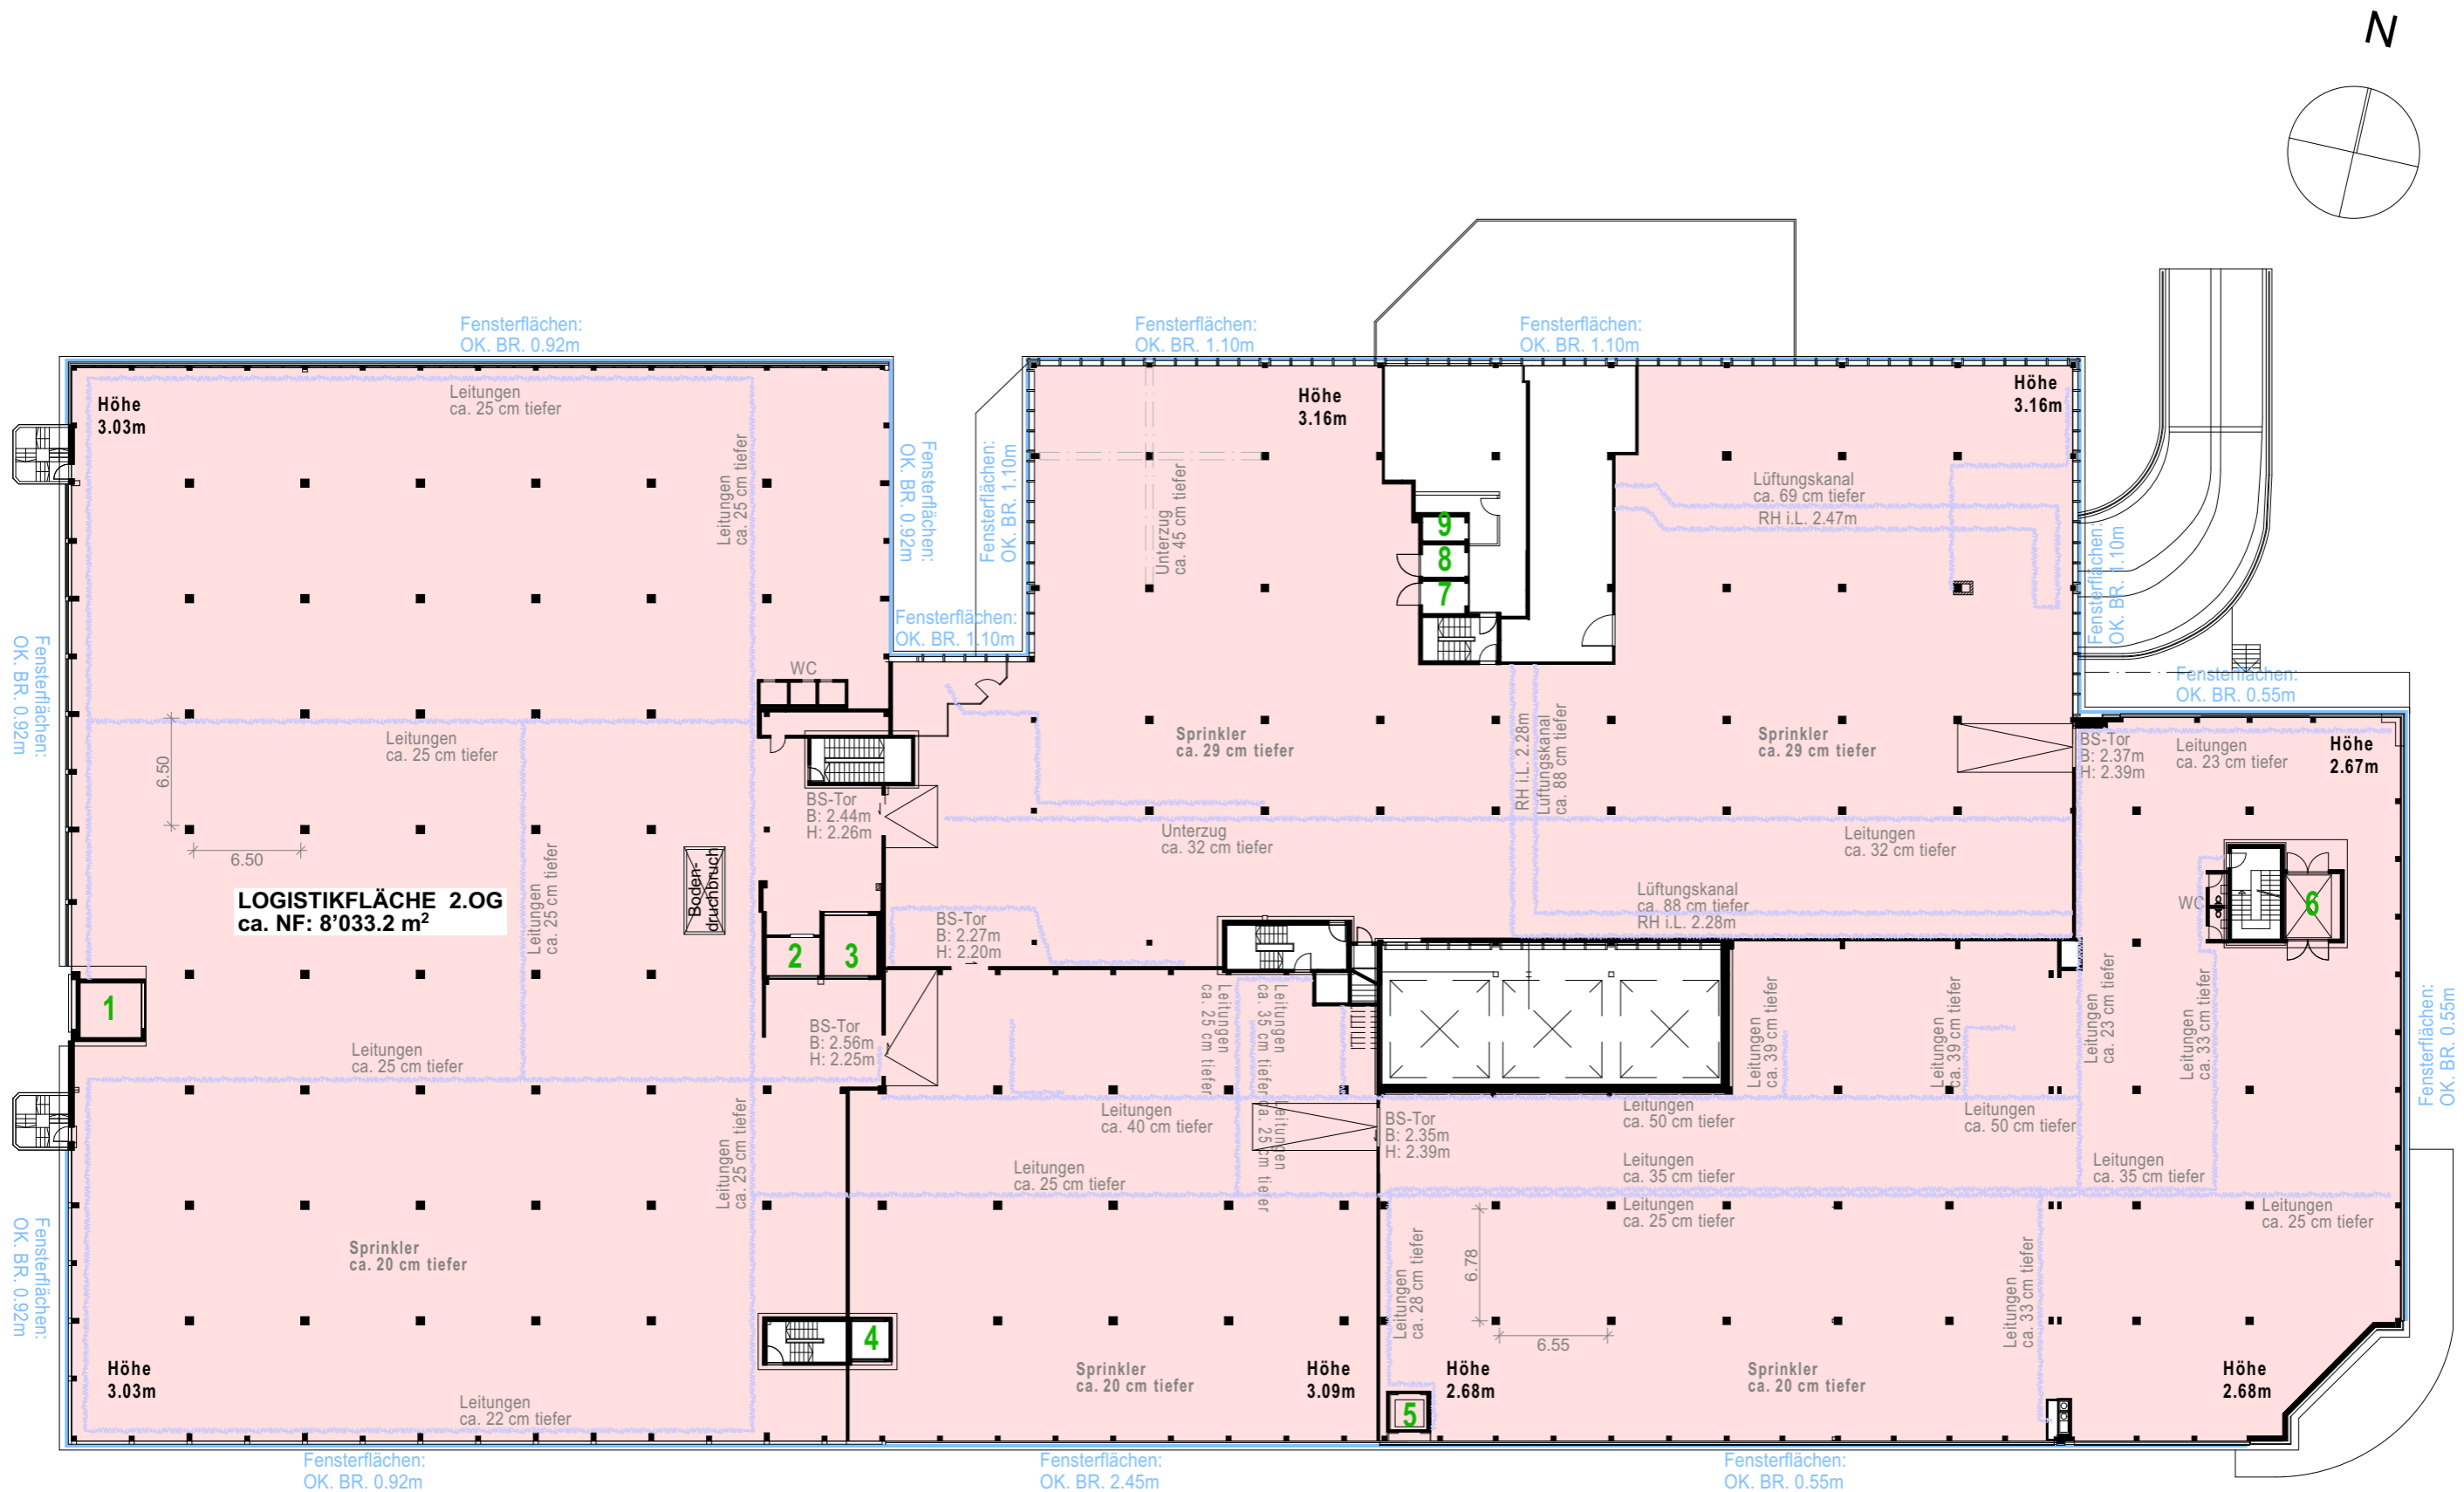 N
Fensterflächen:
OK. BR. 0.92m
Fensterflächen:
OK. BR. 1.10m
Fensterflächen:
OK. BR. 1.10m
Höhe
3.03m
Leitungen
ca. 25 cm tiefer
Leitungen
ca. 25 cm tiefer
Fensterflächen:
OK. BR. 0.92m
Fensterflächen:
OK. BR. 1.10m
Fensterflächen:
OK. BR. 1.10m
Unterzug
ca. 45 cm tiefer
Höhe
3.16m
Höhe
3.16m
Lüftungskanal
ca. 69 cm tiefer
RH i.L. 2.47m
9
8
7
Fensterflächen:
OK. BR. 1.10m
Fensterflächen:
OK. BR. 0.55m
Fensterflächen:
OK. BR. 0.92m
WC
Leitungen
ca. 25 cm tiefer
6.50
6.50
Sprinkler
ca. 29 cm tiefer
RH i.L. 2.28m
Lüftungskanal
ca. 88 cm tiefer
Sprinkler
ca. 29 cm tiefer
BS-Tor
B: 2.37m
H: 2.39m
Leitungen
ca. 23 cm tiefer
Höhe
2.67m
BS-Tor
B: 2.44m
H: 2.26m
Unterzug
ca. 32 cm tiefer
Leitungen
ca. 32 cm tiefer
LOGISTIKFLÄCHE 2.OG
ca. NF: 8’033.2 m²
Leitungen
ca. 25 cm tiefer
Boden-
druchbruch
Lüftungskanal
ca. 88 cm tiefer
RH i.L. 2.28m
BS-Tor
B: 2.27m
H: 2.20m
WC
6
2
3
1
Leitungen
ca. 25 cm tiefer
Leitungen
ca. 35 cm tiefer
Leitungen
ca. 39 cm tiefer
Leitungen
ca. 39 cm tiefer
Leitungen
ca. 23 cm tiefer
Leitungen
ca. 33 cm tiefer
Fensterflächen:
OK. BR. 0.55m
BS-Tor
B: 2.56m
H: 2.25m
Leitungen
ca. 25 cm tiefer
Leitungen
ca. 25 cm tiefer
Leitungen
ca. 40 cm tiefer
Leitungen
ca. 25 cm tiefer
BS-Tor
B: 2.35m
H: 2.39m
Leitungen
ca. 50 cm tiefer
Leitungen
ca. 50 cm tiefer
Leitungen
ca. 25 cm tiefer
Leitungen
ca. 35 cm tiefer
Leitungen
ca. 35 cm tiefer
Leitungen
ca. 25 cm tiefer
Leitungen
ca. 25 cm tiefer
Fensterflächen:
OK. BR. 0.92m
Sprinkler
ca. 20 cm tiefer
6.78
6.55
Leitungen
ca. 28 cm tiefer
Leitungen
ca. 33 cm tiefer
4
Höhe
3.03m
Sprinkler
ca. 20 cm tiefer
Höhe
3.09m
Höhe
2.68m
Sprinkler
ca. 20 cm tiefer
Höhe
2.68m
Leitungen
ca. 22 cm tiefer
5
Fensterflächen:
OK. BR. 0.92m
Fensterflächen:
OK. BR. 2.45m
Fensterflächen:
OK. BR. 0.55m